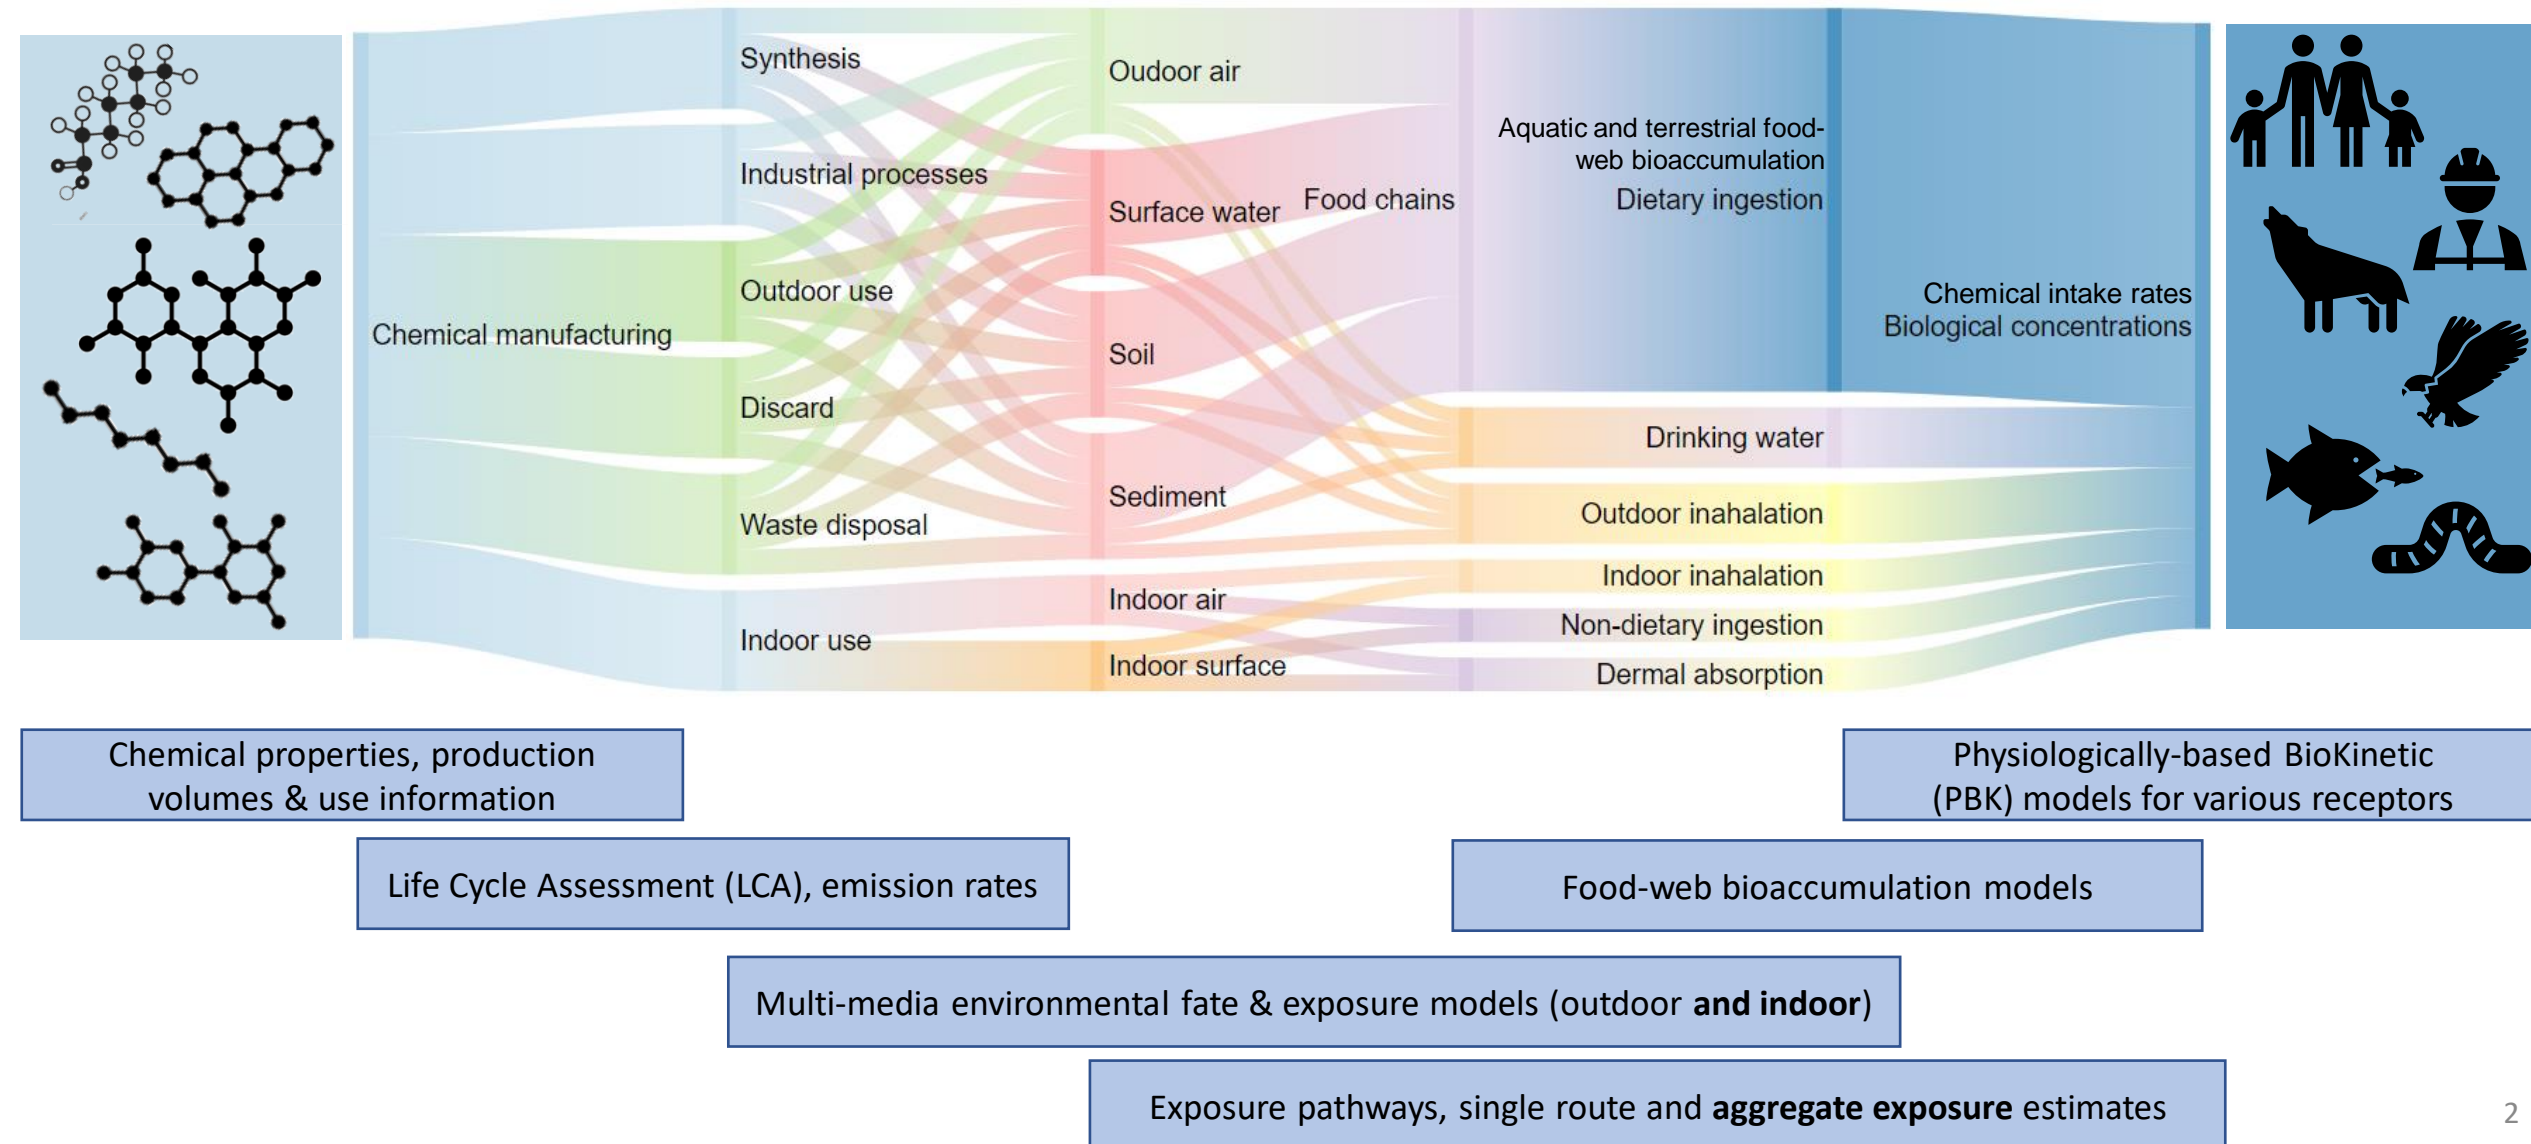 Synthesis
Industrial processes
Outdoor use
Chemical manufacturing
Discard
Waste disposal
Indoor use
Oudoor air
Surface water
Soil
Sediment
Indoor air
Indoor surface
Food chains
Aquatic and terrestrial food-
web bioaccumulation
Dietary ingestion
Drinking water
Outdoor inahalation
Indoor inahalation
Non-dietary ingestion
Dermal absorption
Chemical intake rates
Biological concentrations
Chemical properties, production
volumes & use information
Physiologically-based BioKinetic
(PBK) models for various receptors
Life Cycle Assessment (LCA), emission rates
Food-web bioaccumulation models
Multi-media environmental fate & exposure models (outdoor and indoor)
Exposure pathways, single route and aggregate exposure estimates
2